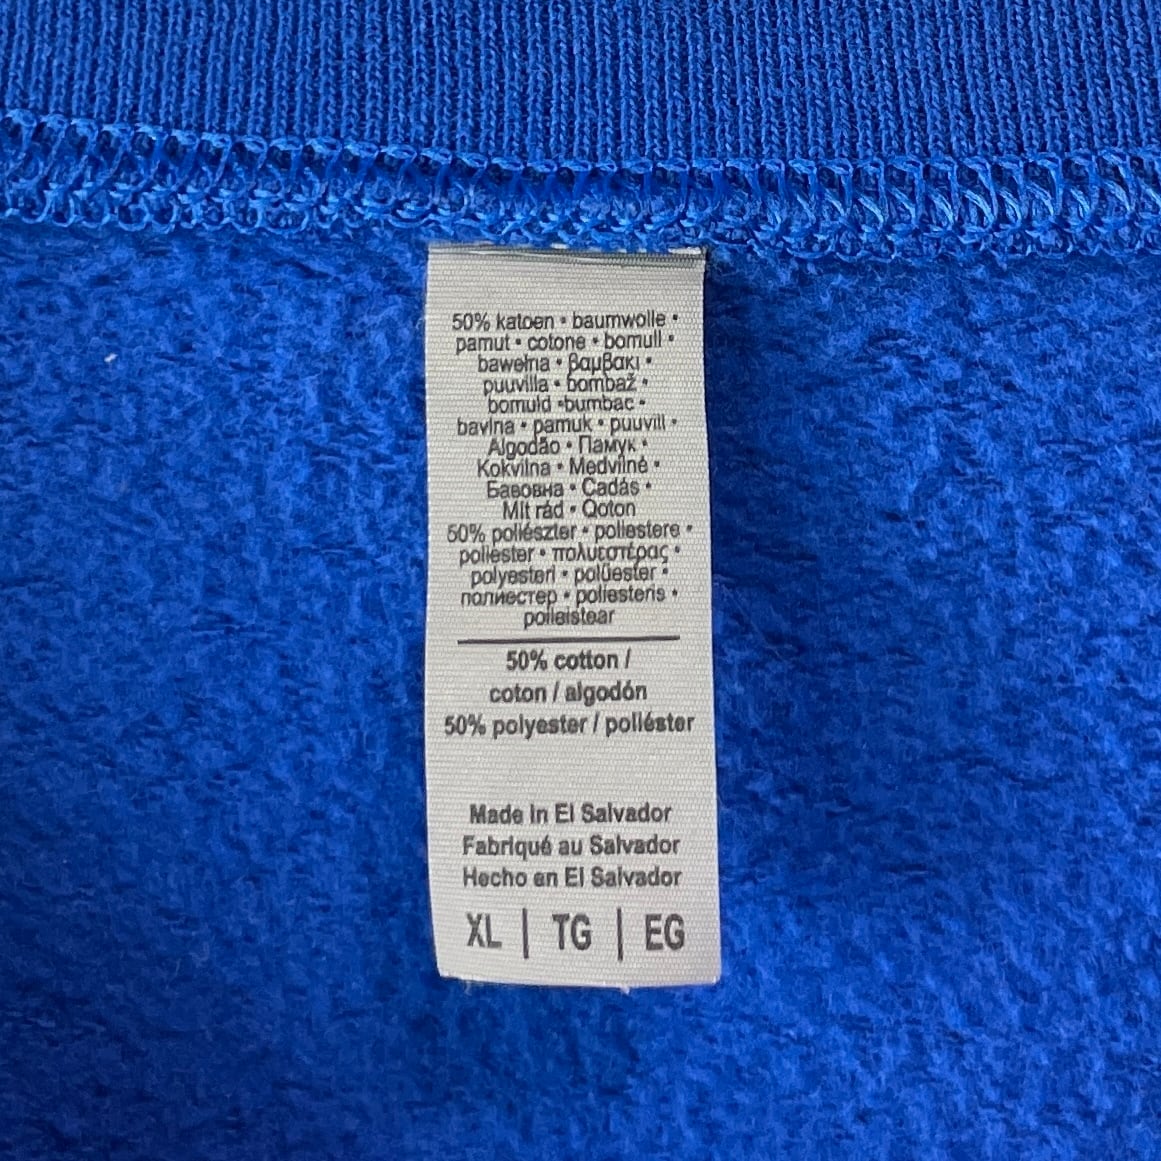 50% katoen • baumwolle •
pamut • cotone • bomull •
bawełna • βαμβακι •
puuvilla • bombaž •
bomuld •bumbac •
bavlna • pamuk • puuvill •
Algodão • Памук •
Kokvilna • Medvilnė •
Бавовна • Cadás •
Mit rád • Qoton
50% poliészter • poliestere •
poliester • πολυεστέρας •
polyesteri • polüester •
полиестер • poliesteris •
poileistear
50% cotton /
coton / algodón
50% polyester / poliéster
Made in El Salvador
Fabriqué au Salvador
Hecho en El Salvador
XL | TG | EG